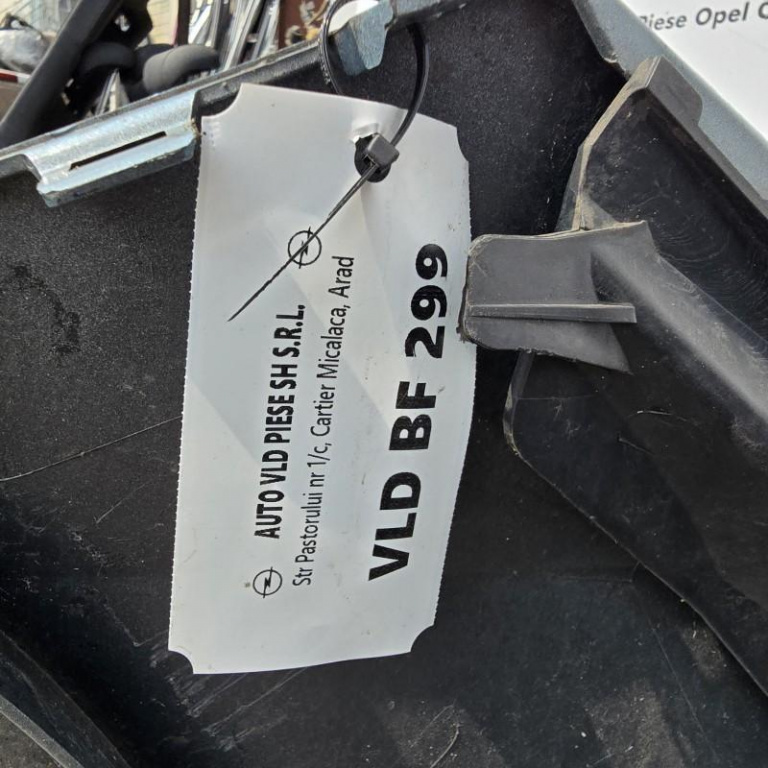 AUTO VLD PIESE SH S.R.L.
Str Pastorului nr 1/c, Cartier Micalaca, Arad
VLD BF 299
Piese Opel